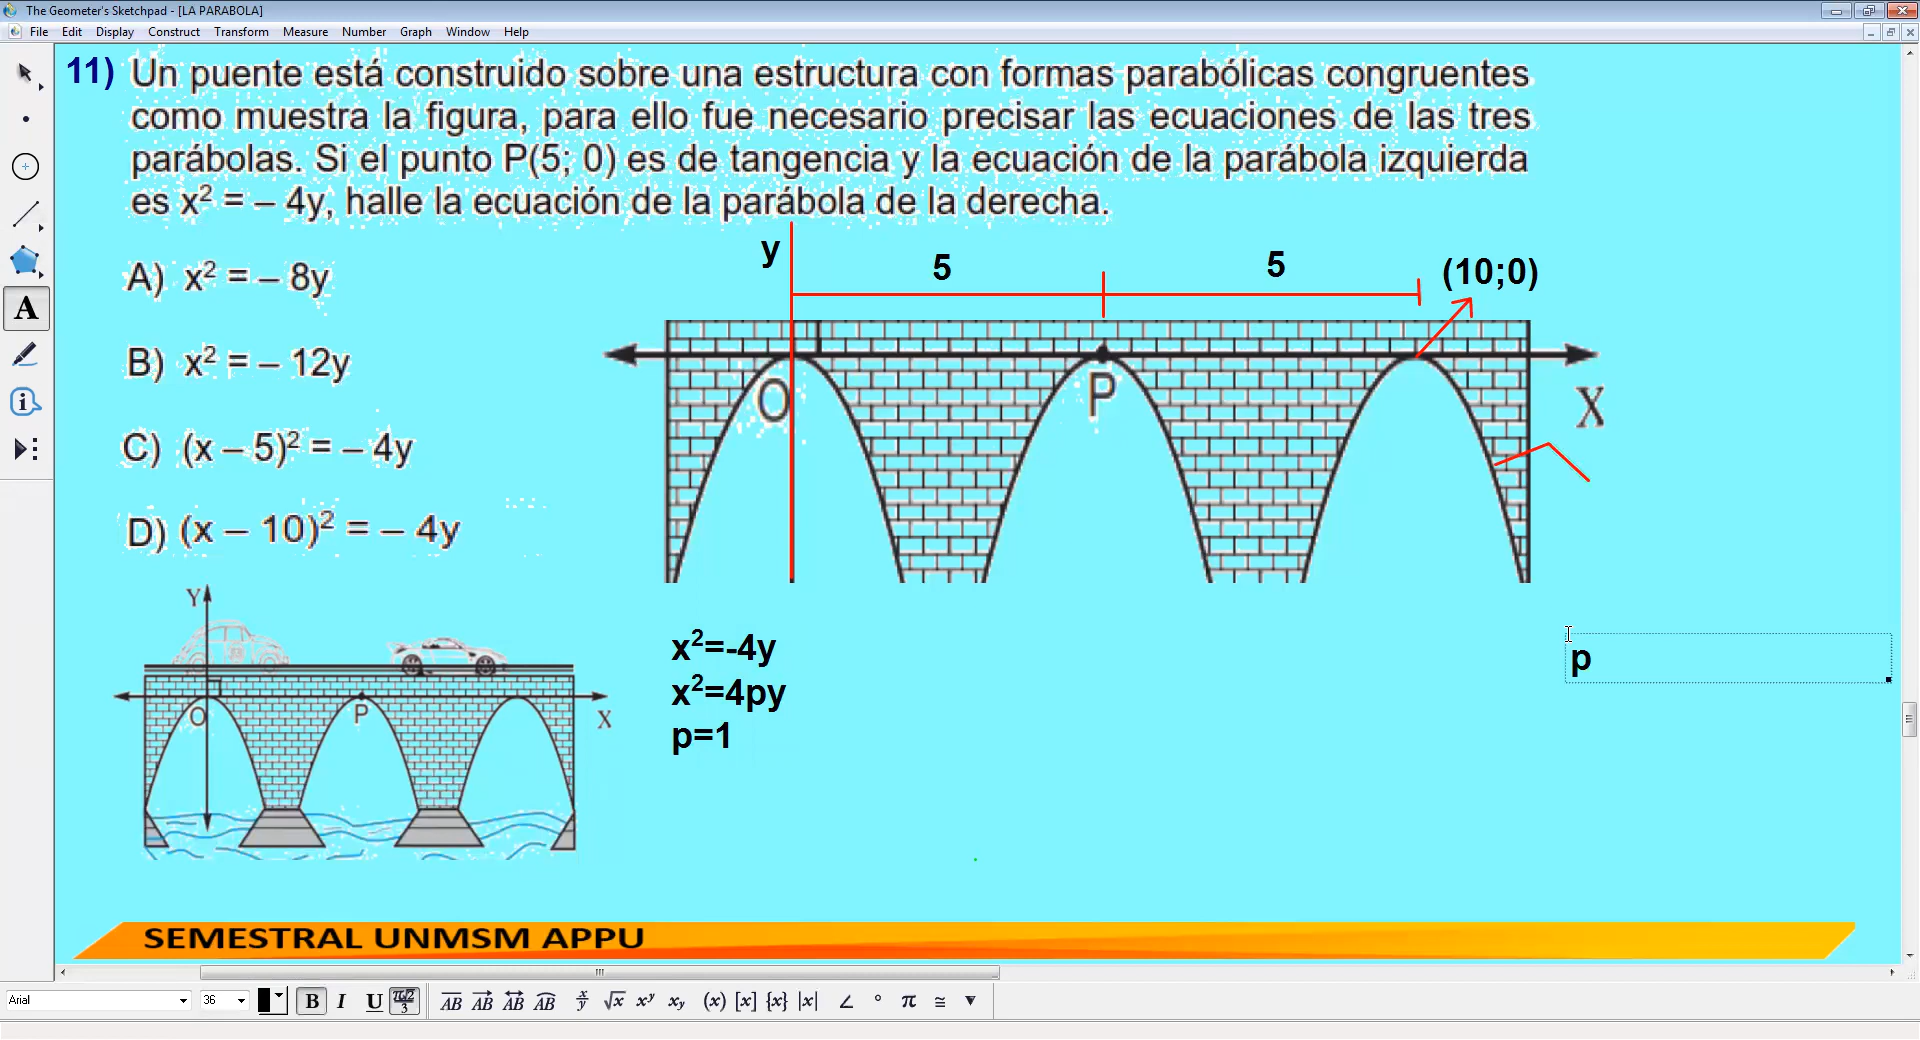 The Geometer's Sketchpad - [LA PARABOLA]
File Edit Display Construct Transform Measure Number Graph Window Help
11) Un puente está construido sobre una estructura con formas parabólicas congruentes
como muestra la figura, para ello fue necesario precisar las ecuaciones de las tres
parábolas. Si el punto P(5; 0) es de tangencia y la ecuación de la parábola izquierda
es x² = – 4y, halle la ecuación de la parábola de la derecha.
A) x² = – 8y
B) x² = – 12y
C) (x – 5)² = – 4y
D) (x – 10)² = – 4y
y
5
5
(10;0)
O
P
X
Y
O
P
X
x²=-4y
x²=4py
p=1
p
SEMESTRAL UNMSM APPU
Arial 36 B I U